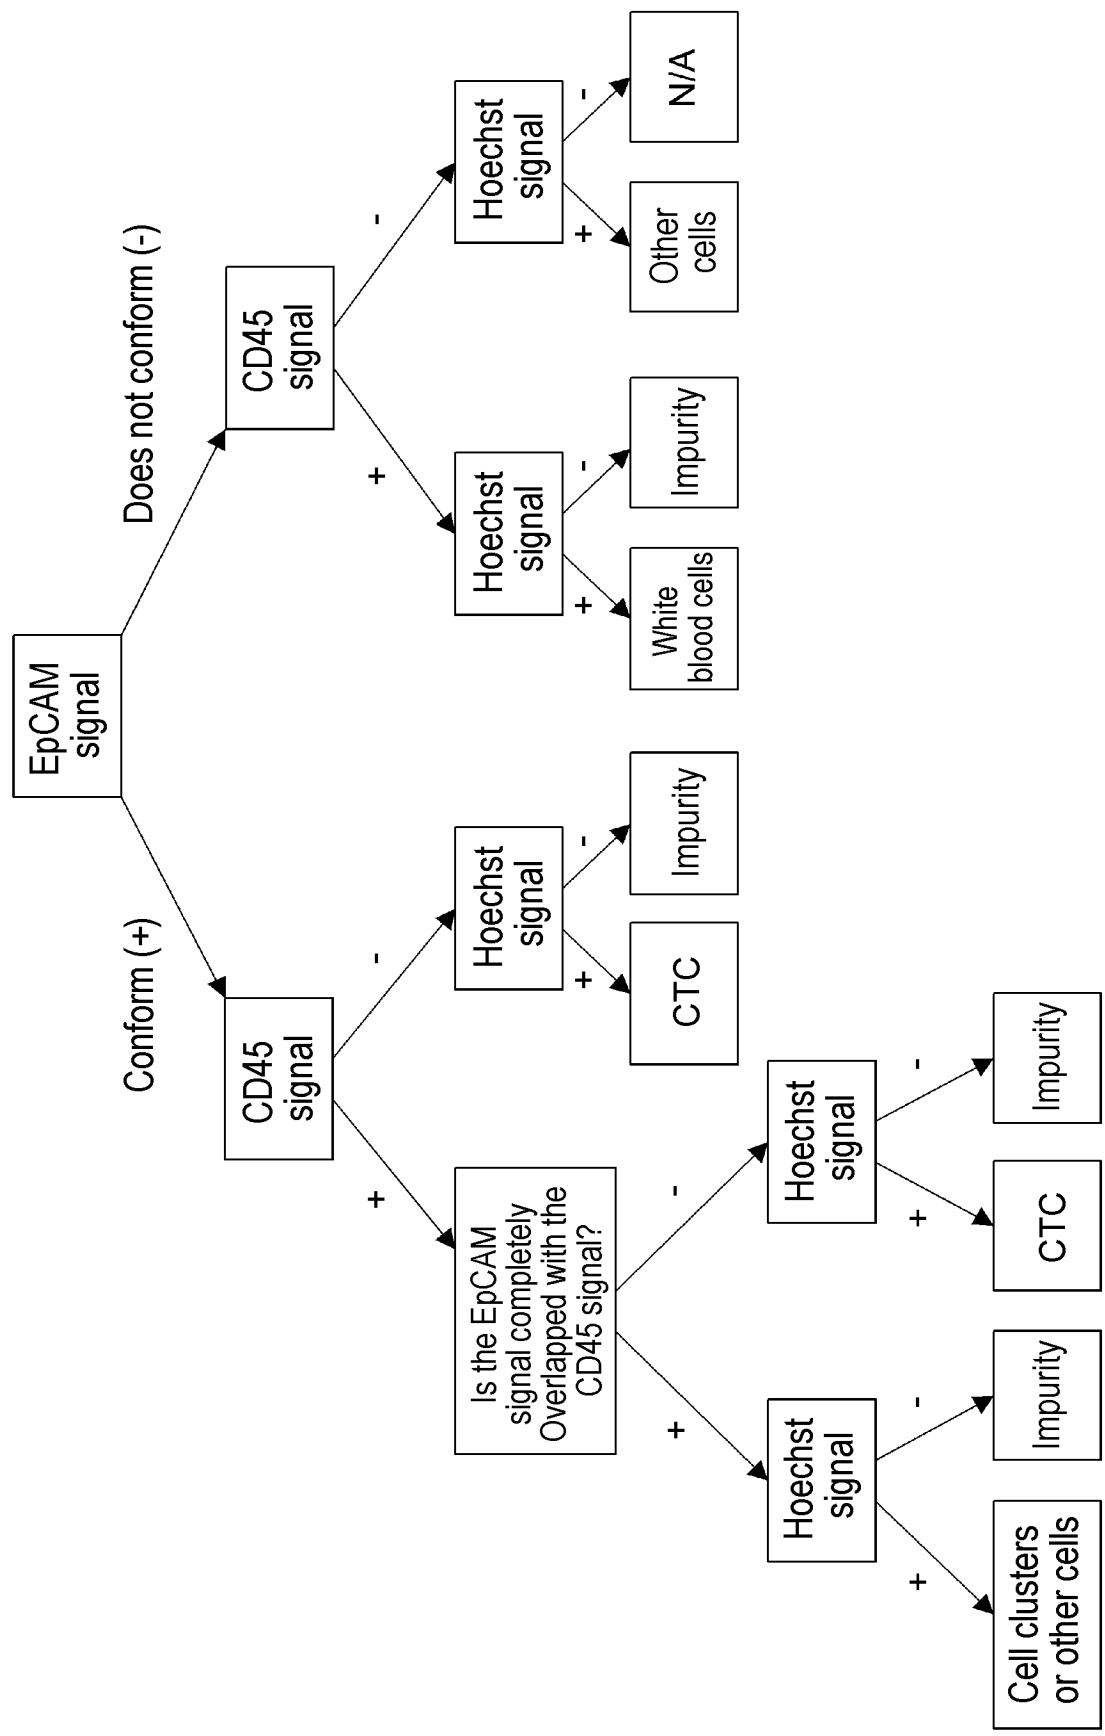 EpCAM
signal
Conform (+)
Does not conform (-)
CD45
signal
CD45
signal
+
-
+
-
Is the EpCAM
signal completely
Overlapped with the
CD45 signal?
Hoechst
signal
Hoechst
signal
Hoechst
signal
+
-
+
-
+
-
+
-
CTC
Impurity
White
blood cells
Impurity
Other
cells
N/A
Hoechst
signal
Hoechst
signal
+
-
+
-
Cell clusters
or other cells
Impurity
CTC
Impurity